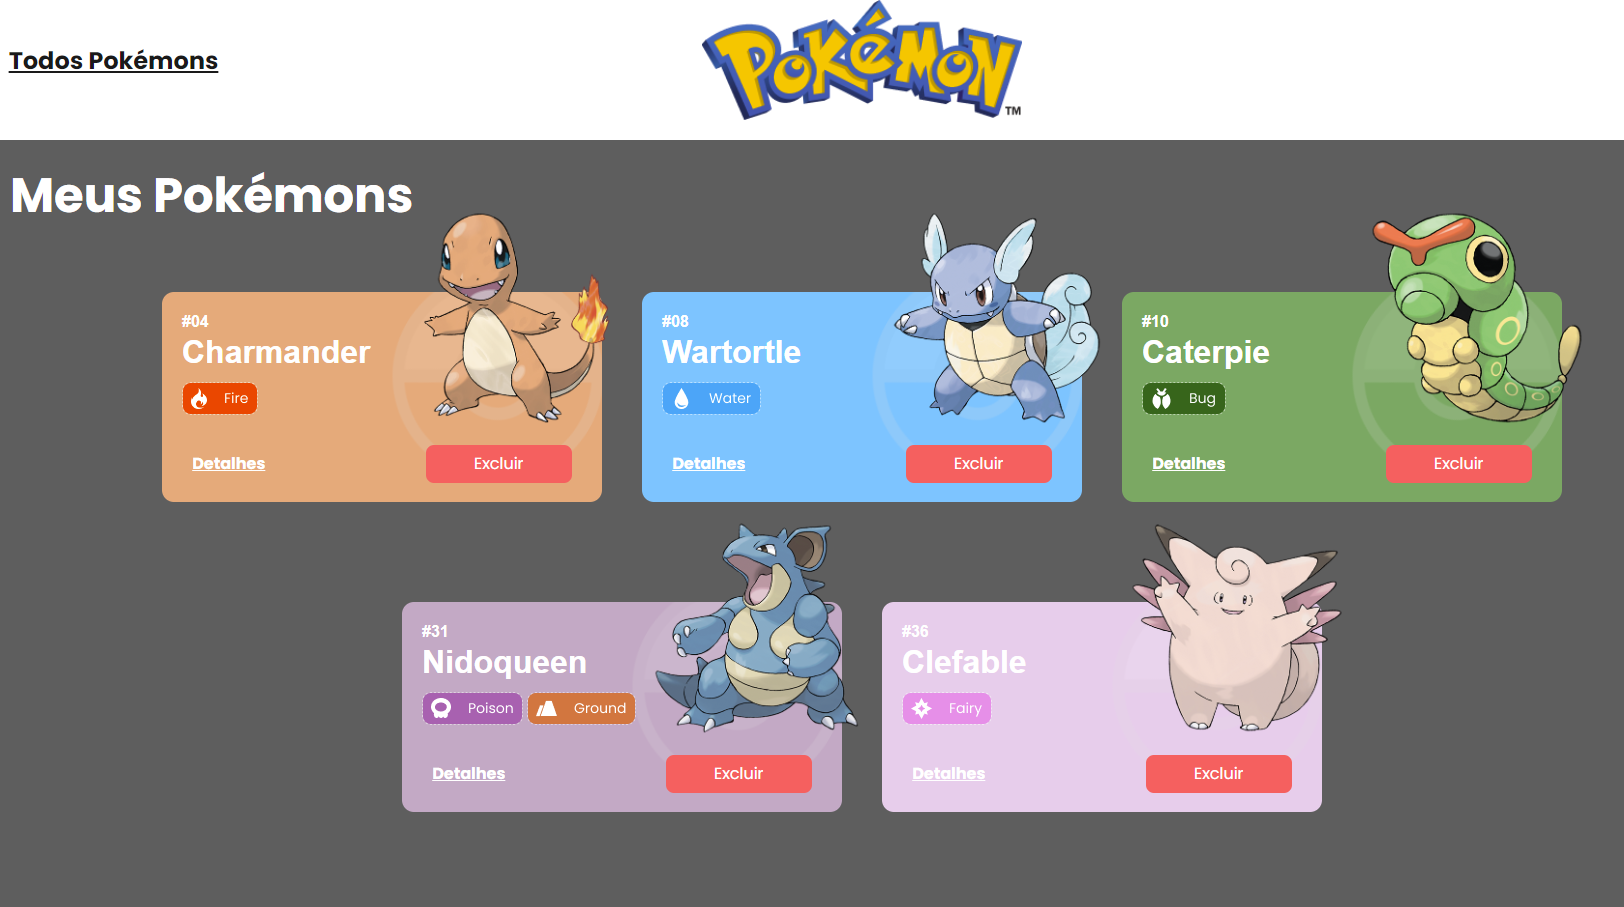 Todos Pokémons
POKéMON
TM
Meus Pokémons
#04
Charmander
Fire
Detalhes
Excluir
#08
Wartortle
Water
Detalhes
Excluir
#10
Caterpie
Bug
Detalhes
Excluir
#31
Nidoqueen
Poison Ground
Detalhes
Excluir
#36
Clefable
Fairy
Detalhes
Excluir